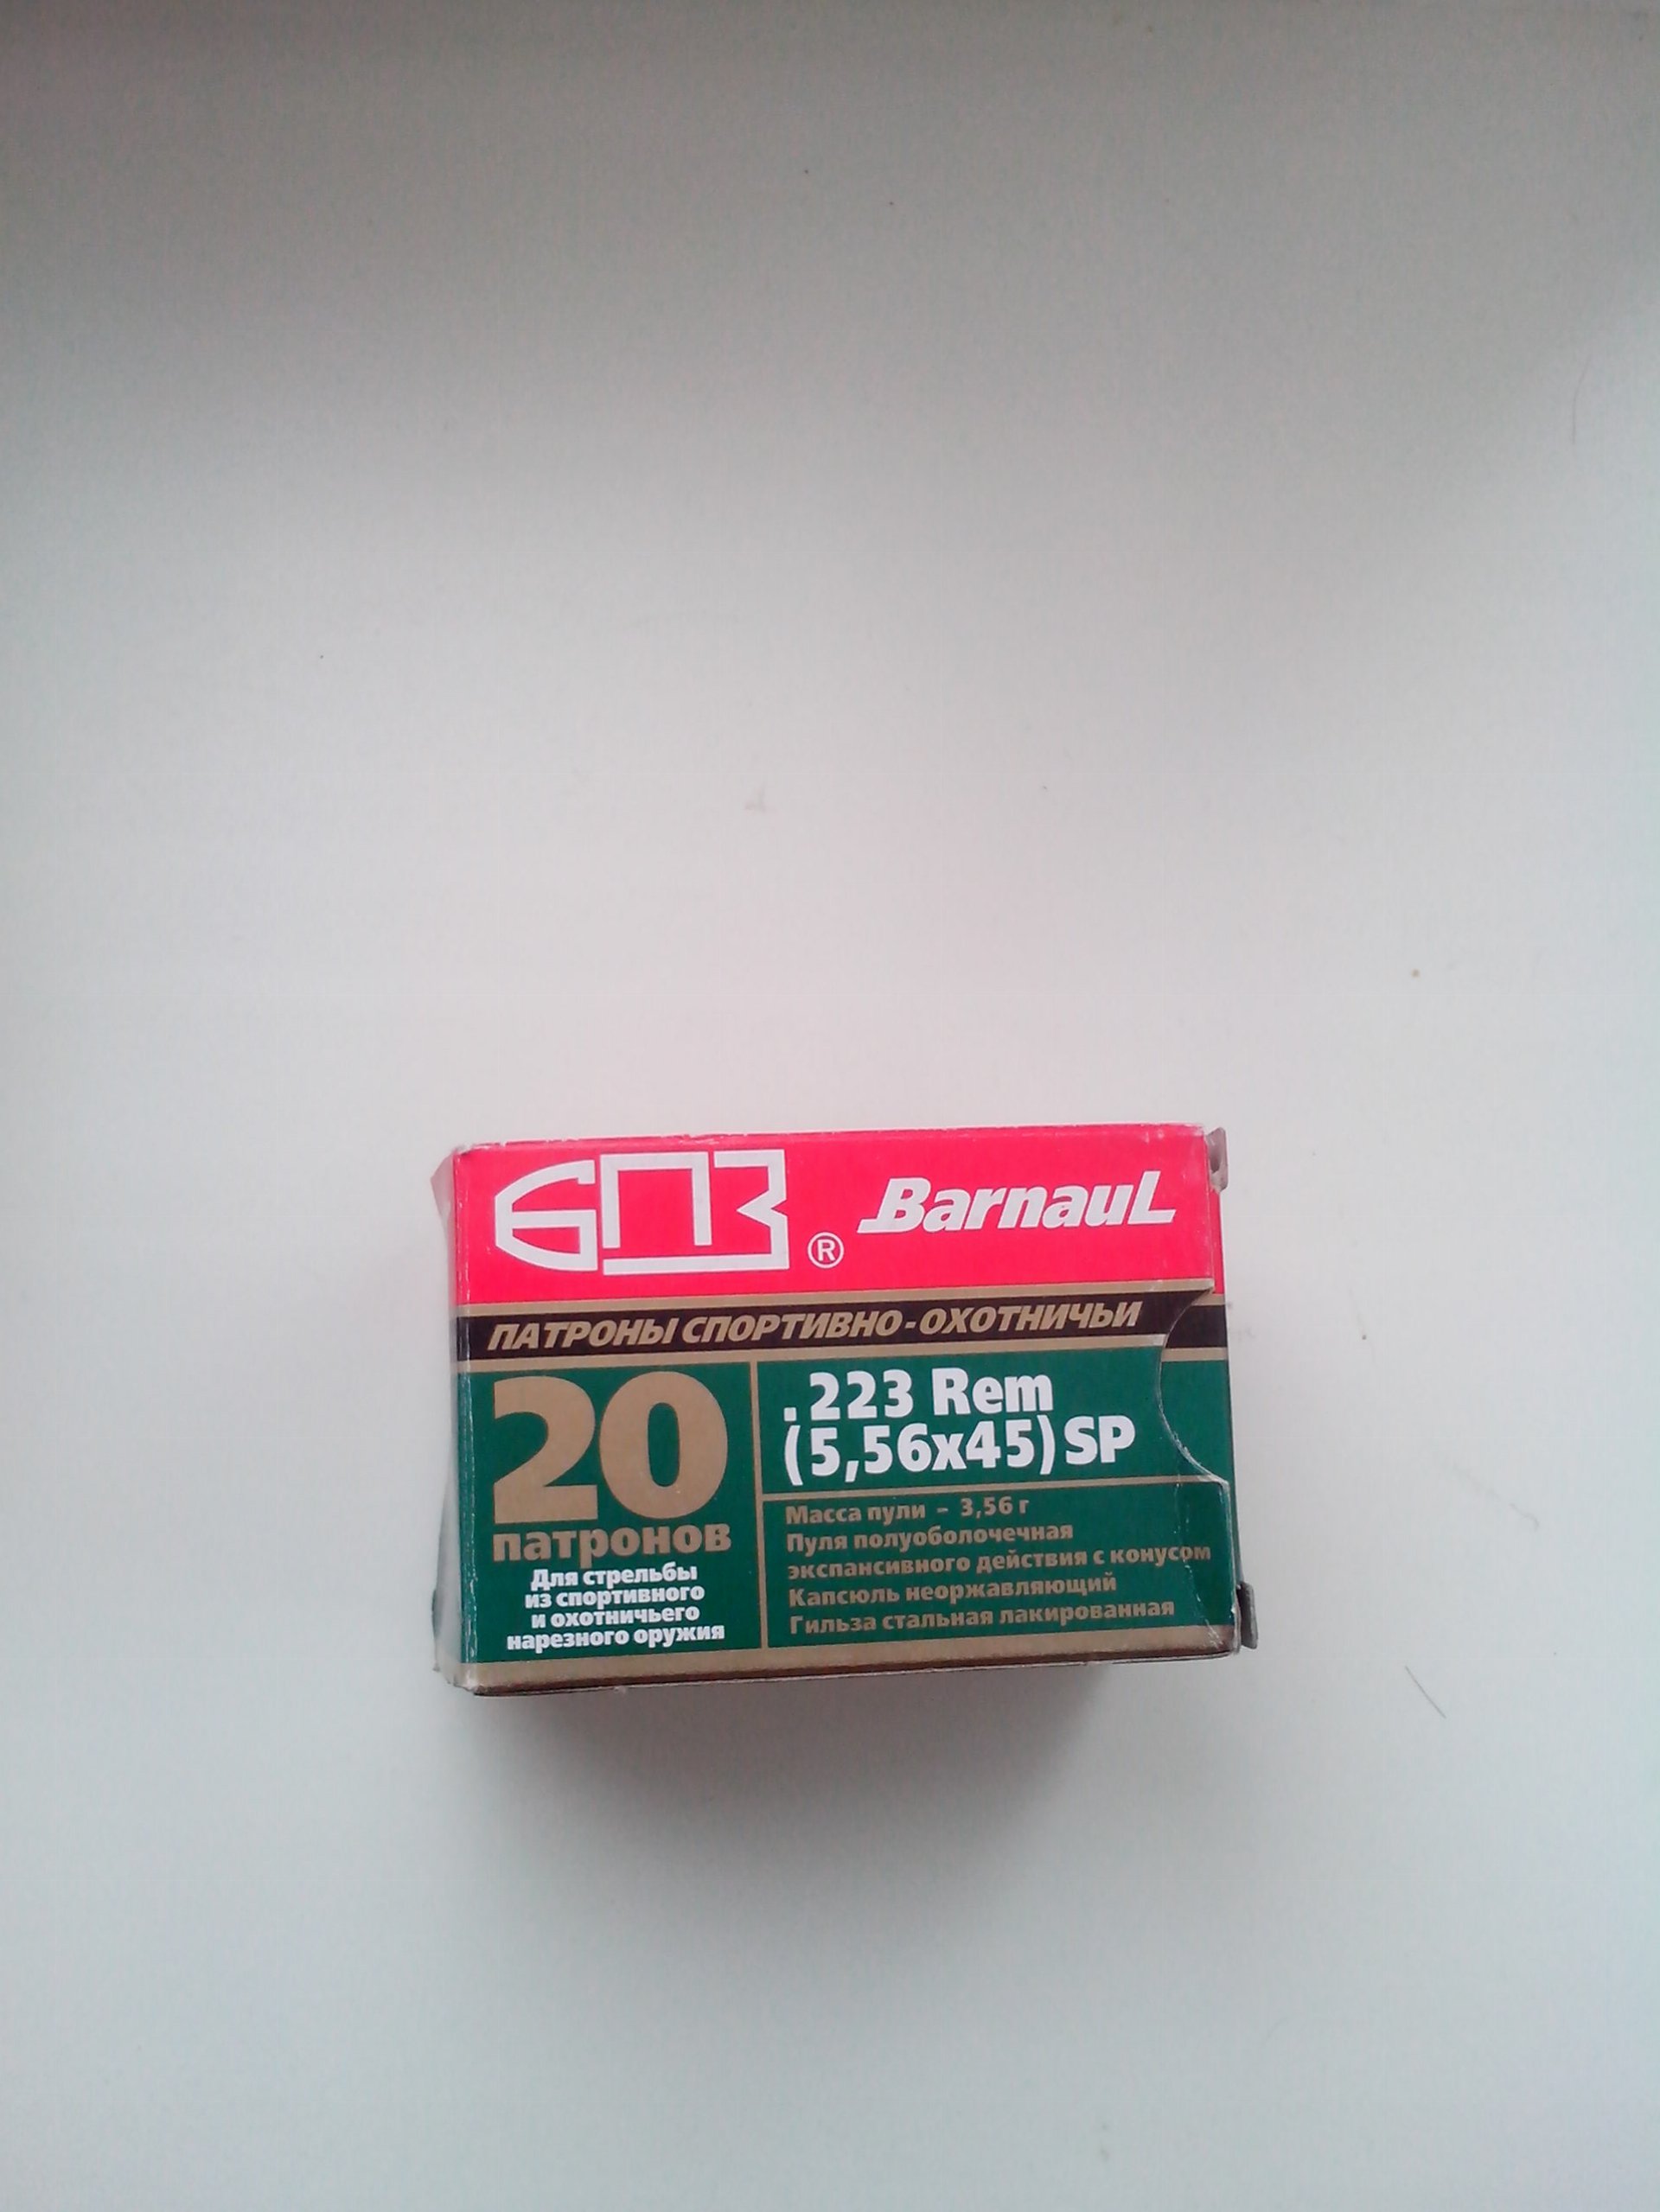 БПЗ ® Barnaul
ПАТРОНЫ СПОРТИВНО-ОХОТНИЧЬИ
20
патронов
Для стрельбы
из спортивного
и охотничьего
нарезного оружия
.223 Rem
(5,56x45) SP
Масса пули – 3,56 г
Пуля полуоболочечная
экспансивного действия с конусом
Капсюль неоржавляющий
Гильза стальная лакированная